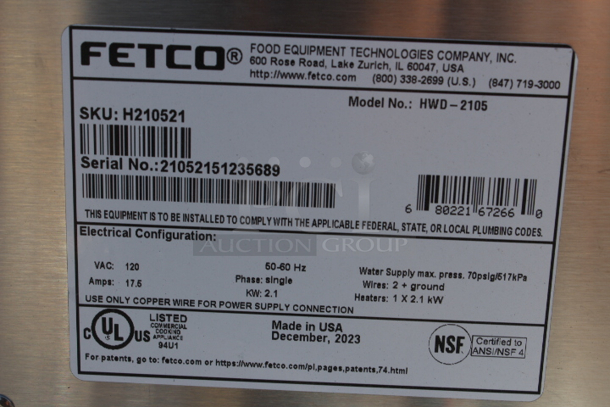 FETCO® FOOD EQUIPMENT TECHNOLOGIES COMPANY, INC.
600 Rose Road, Lake Zurich, IL 60047, USA
http://www.fetco.com (800) 338-2699 (U.S.) (847) 719-3000
Model No.: HWD-2105
SKU: H210521
Serial No.:21052151235689
6 80221 67266 0
THIS EQUIPMENT IS TO BE INSTALLED TO COMPLY WITH THE APPLICABLE FEDERAL, STATE, OR LOCAL PLUMBING CODES.
Electrical Configuration:
AUCTION GROUP
VAC: 120 50-60 Hz Water Supply max. press. 70psig/517kPa
Amps: 17.5 Phase: single Wires: 2 + ground
KW: 2.1 Heaters: 1 X 2.1 kW
USE ONLY COPPER WIRE FOR POWER SUPPLY CONNECTION
C UL US LISTED
COMMERCIAL
COOKING
APPLIANCE
94U1
Made in USA
December, 2023
NSF Certified to
ANSI/NSF 4
For patents, go to: fetco.com or https://www.fetco.com/pl,pages,patents,74.html